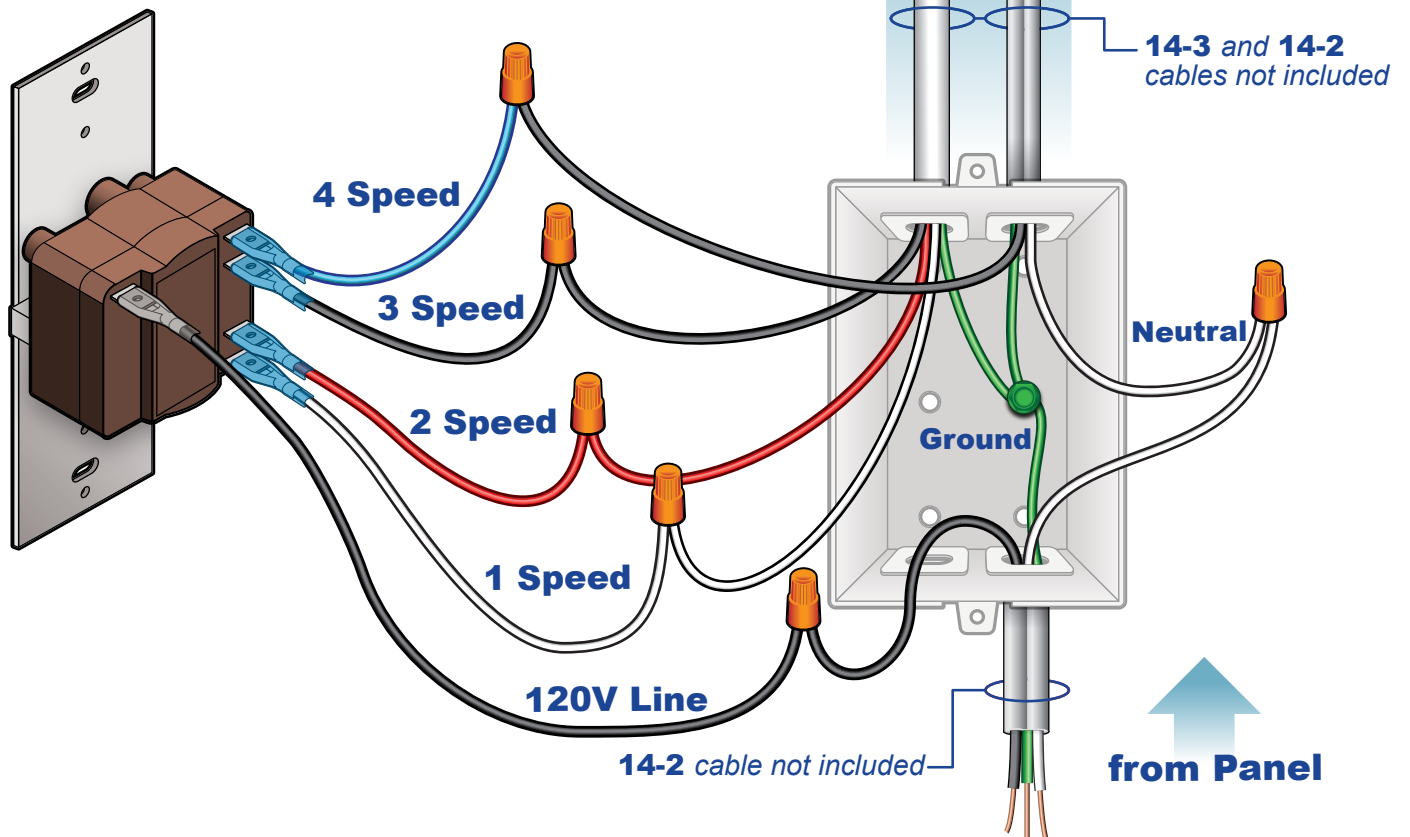 14-3 and 14-2
cables not included
4 Speed
3 Speed
Neutral
2 Speed
Ground
1 Speed
120V Line
14-2 cable not included
from Panel